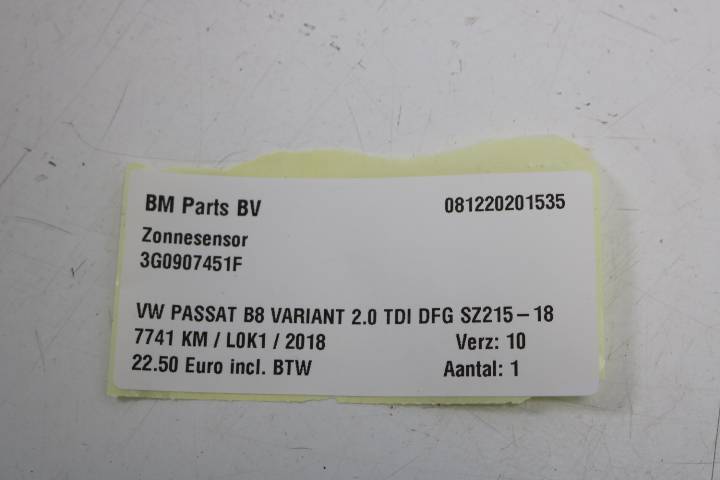 BM Parts BV 081220201535
Zonnesensor
3G0907451F
VW PASSAT B8 VARIANT 2.0 TDI DFG SZ215-18
7741 KM / L0K1 / 2018 Verz: 10
22.50 Euro incl. BTW Aantal: 1